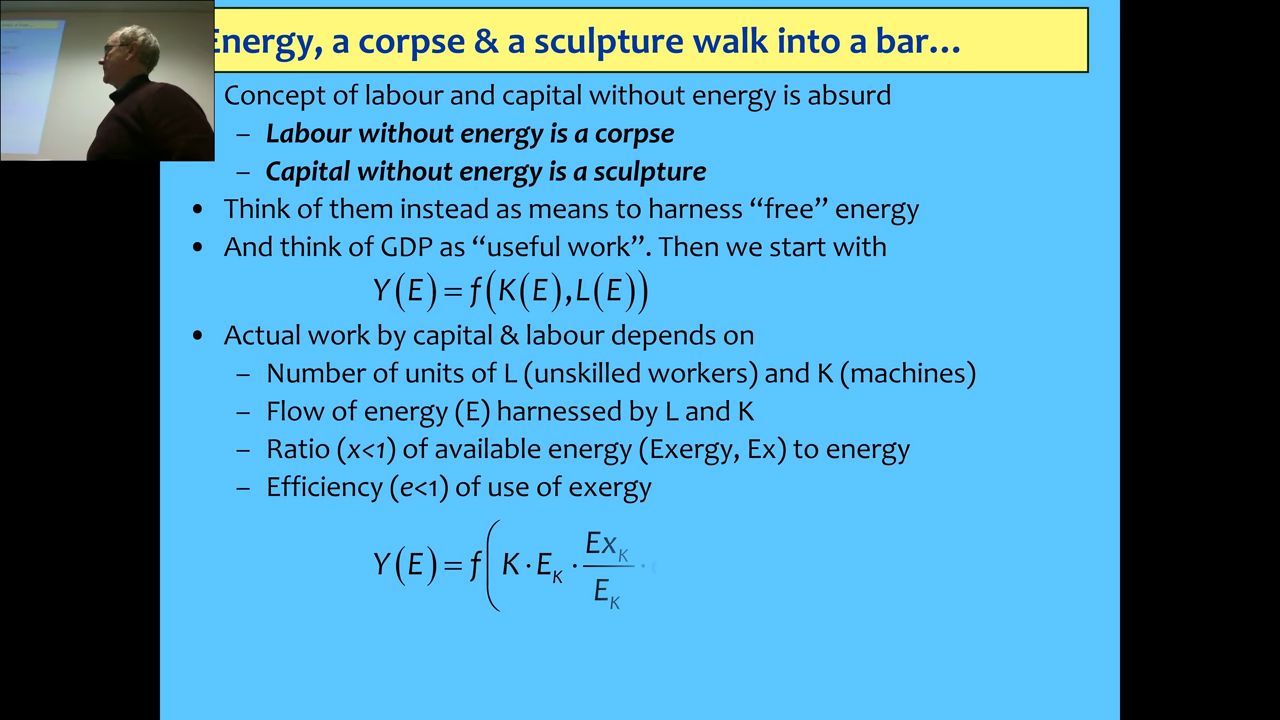 Energy, a corpse & a sculpture walk into a bar…
Concept of labour and capital without energy is absurd
– Labour without energy is a corpse
– Capital without energy is a sculpture
• Think of them instead as means to harness “free” energy
• And think of GDP as “useful work”. Then we start with
Y(E)=f(K(E),L(E))
• Actual work by capital & labour depends on
– Number of units of L (unskilled workers) and K (machines)
– Flow of energy (E) harnessed by L and K
– Ratio (x<1) of available energy (Exergy, Ex) to energy
– Efficiency (e<1) of use of exergy
Y(E)=f(K·E_K·Ex_K/E_K·